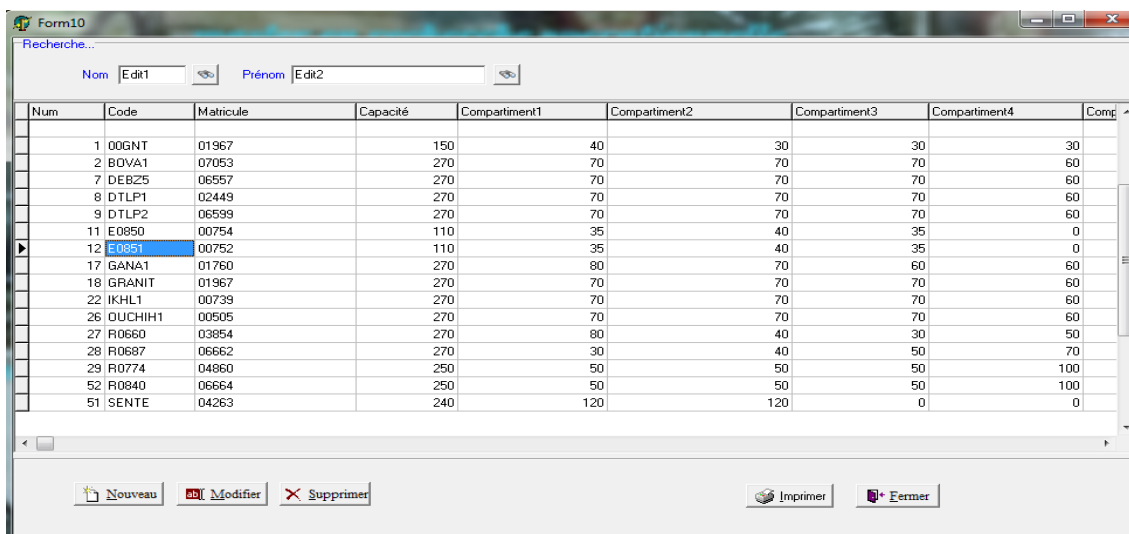 Form10
Recherche...
Nom Edit1 Prénom Edit2
Num Code Matricule Capacité Compartiment1 Compartiment2 Compartiment3 Compartiment4 Comp
1 00GNT 01967 150 40 30 30 30
2 BOVA1 07053 270 70 70 70 60
7 DEBZ5 06557 270 70 70 70 60
8 DTLP1 02449 270 70 70 70 60
9 DTLP2 06599 270 70 70 70 60
11 E0850 00754 110 35 40 35 0
12 E0851 00752 110 35 40 35 0
17 GANA1 01760 270 80 70 60 60
18 GRANIT 01967 270 70 70 70 60
22 IKHL1 00739 270 70 70 70 60
26 OUCHIH1 00505 270 70 70 70 60
27 R0660 03854 270 80 40 30 50
28 R0687 06662 270 30 40 50 70
29 R0774 04860 250 50 50 50 100
52 R0840 06664 250 50 50 50 100
51 SENTE 04263 240 120 120 0 0
Nouveau Modifier Supprimer Imprimer Fermer